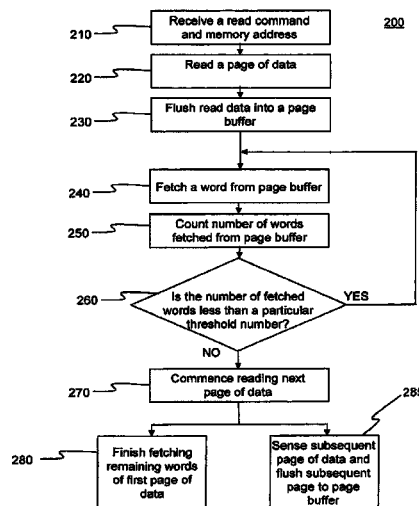 200
210
Receive a read command
and memory address
220
Read a page of data
230
Flush read data into a page
buffer
240
Fetch a word from page buffer
250
Count number of words
fetched from page buffer
260
Is the number of fetched
words less than a particular
threshold number?
YES
NO
270
Commence reading next
page of data
285
280
Finish fetching
remaining words
of first page of
data
Sense subsequent
page of data and
flush subsequent
page to page
buffer